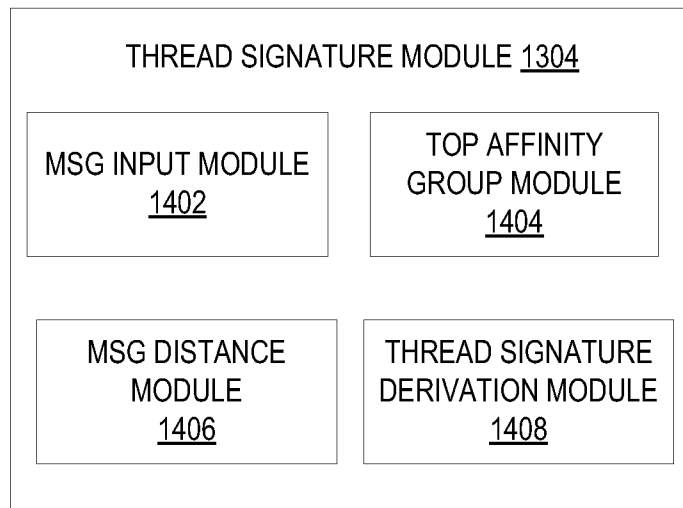 THREAD SIGNATURE MODULE 1304
MSG INPUT MODULE
1402
TOP AFFINITY
GROUP MODULE
1404
MSG DISTANCE
MODULE
1406
THREAD SIGNATURE
DERIVATION MODULE
1408